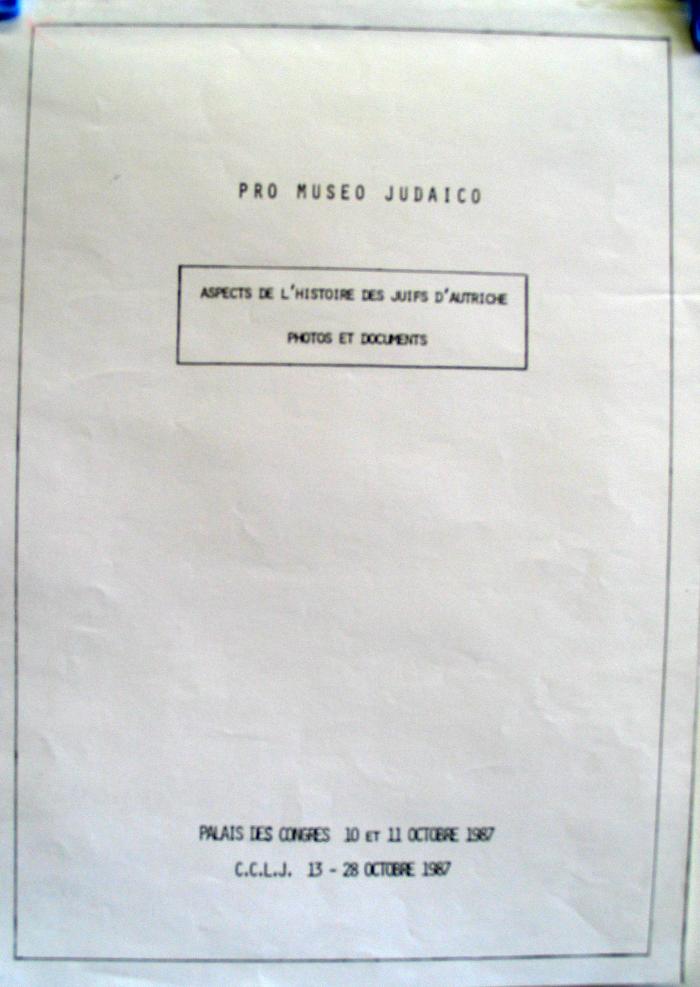 PRO MUSEO JUDAICO
ASPECTS DE L'HISTOIRE DES JUIFS D'AUTRICHE
PHOTOS ET DOCUMENTS
PALAIS DES CONGRES 10 ET 11 OCTOBRE 1987
C.C.L.J. 13 - 28 OCTOBRE 1987